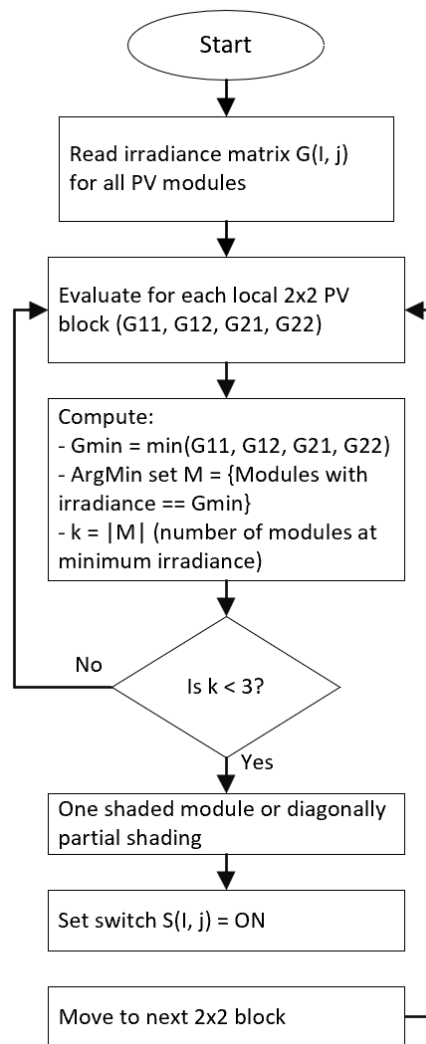 Start
Read irradiance matrix G(I, j)
for all PV modules
Evaluate for each local 2x2 PV
block (G11, G12, G21, G22)
Compute:
- Gmin = min(G11, G12, G21, G22)
- ArgMin set M = {Modules with
irradiance == Gmin}
- k = |M| (number of modules at
minimum irradiance)
No
Is k < 3?
Yes
One shaded module or diagonally
partial shading
Set switch S(I, j) = ON
Move to next 2x2 block